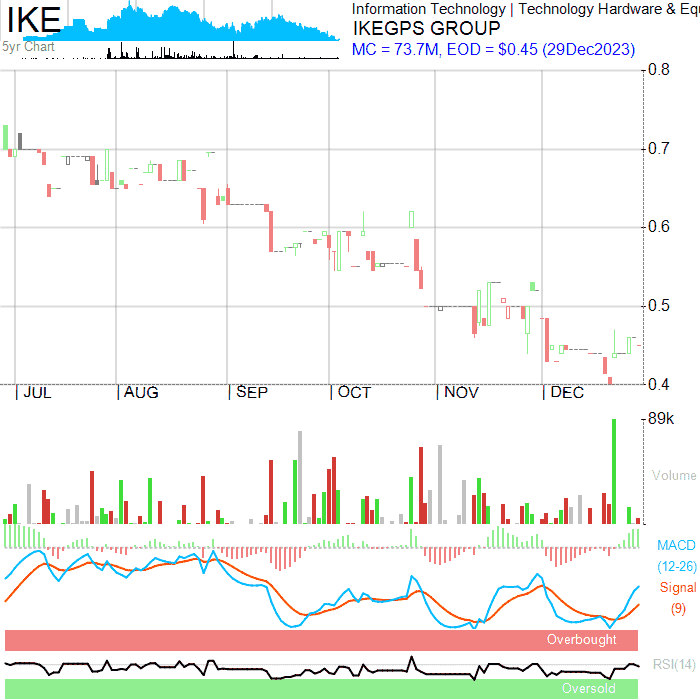 IKE
5yr Chart
Information Technology | Technology Hardware & Equ
IKEGPS GROUP
MC = 73.7M, EOD = $0.45 (29Dec2023)
0.8
0.7
0.6
0.5
0.4
JUL AUG SEP OCT NOV DEC
89k
Volume
MACD
(12-26)
Signal
(9)
Overbought
RSI(14)
Oversold